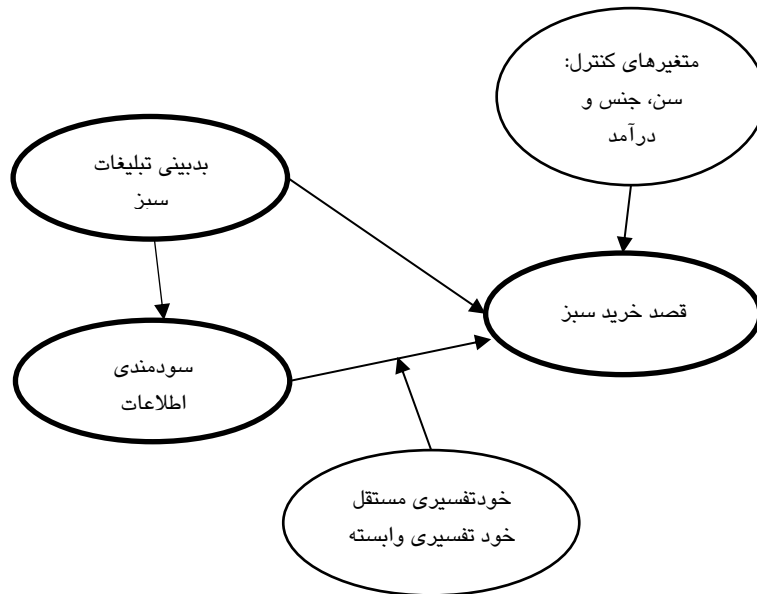 متغیرهای کنترل:
سن، جنس و
درآمد
بدبینی تبلیغات
سبز
قصد خرید سبز
سودمندی
اطلاعات
خودتفسیری مستقل
خود تفسیری وابسته